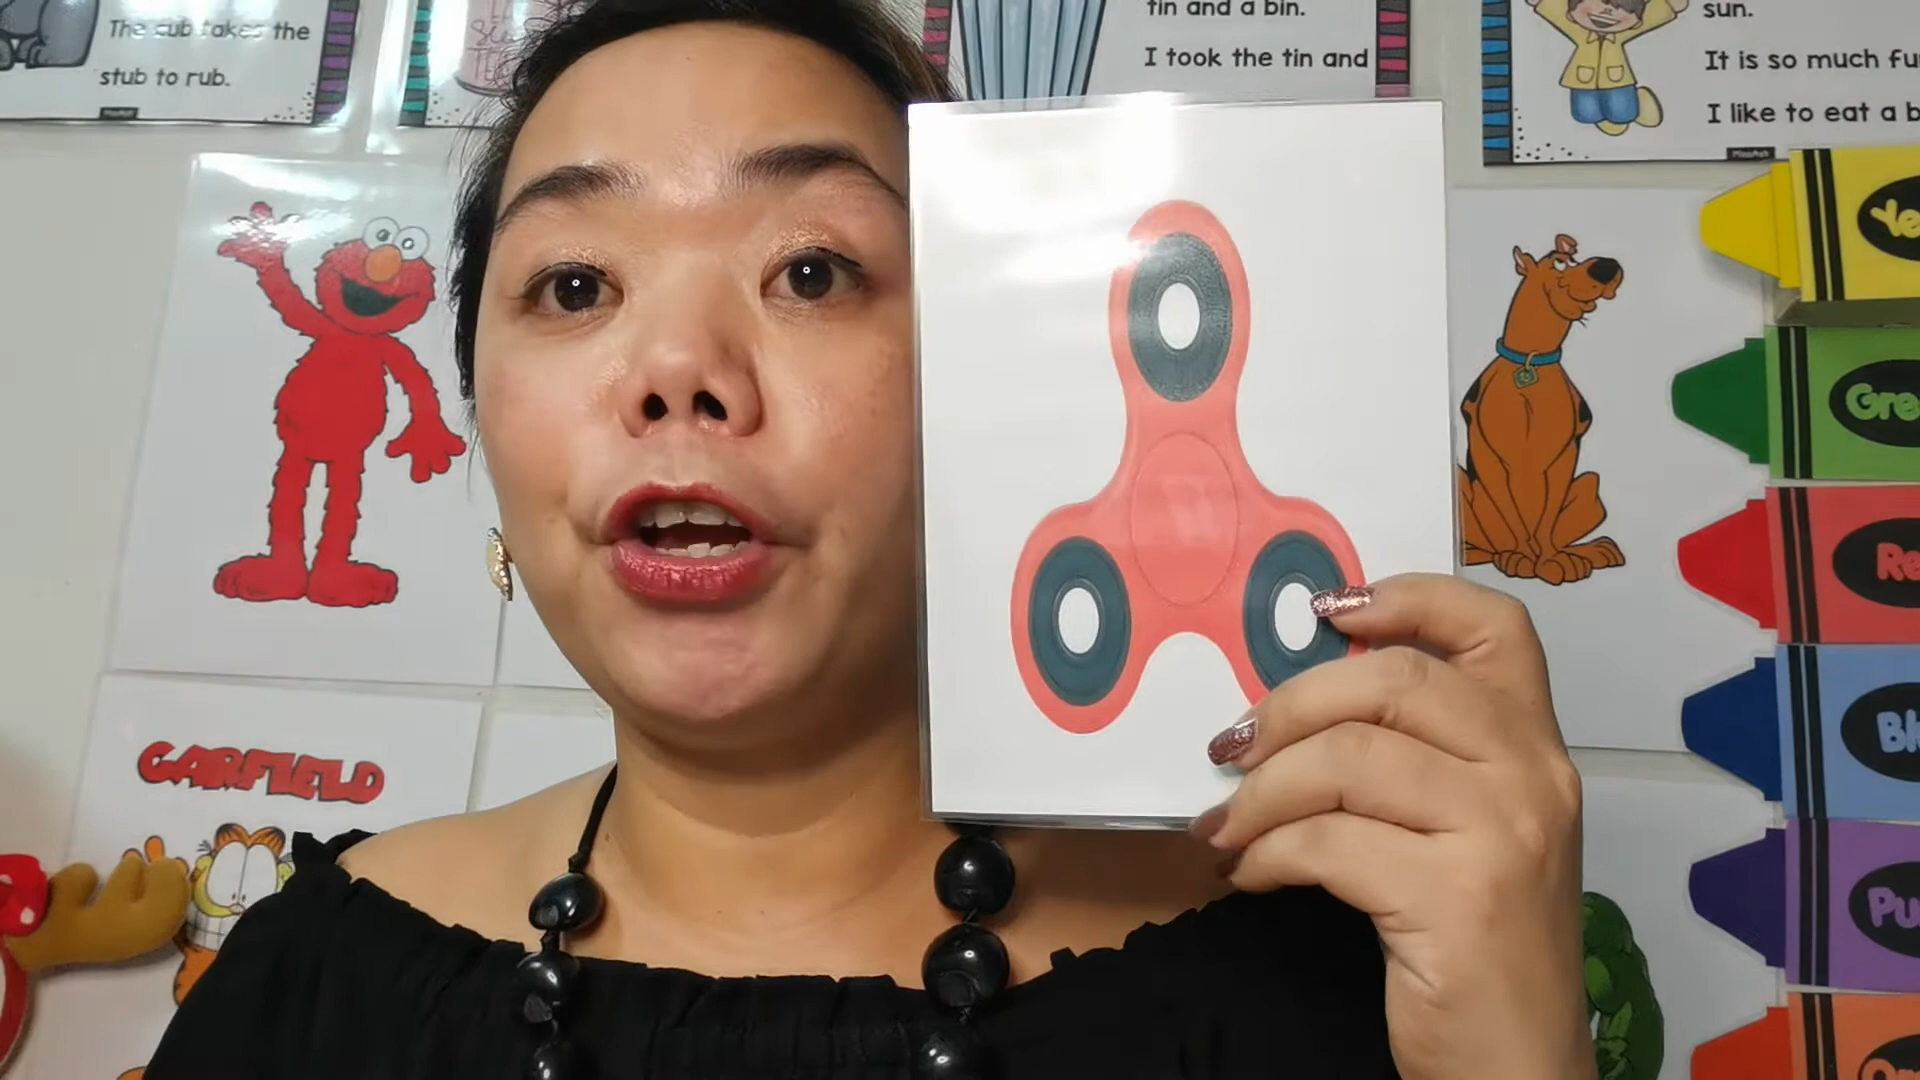 The cub takes the
stub to rub.
tin and a bin.
I took the tin and
sun.
It is so much fu
I like to eat a b
Ye
Gre
Re
Bl
Pu
GARFIELD